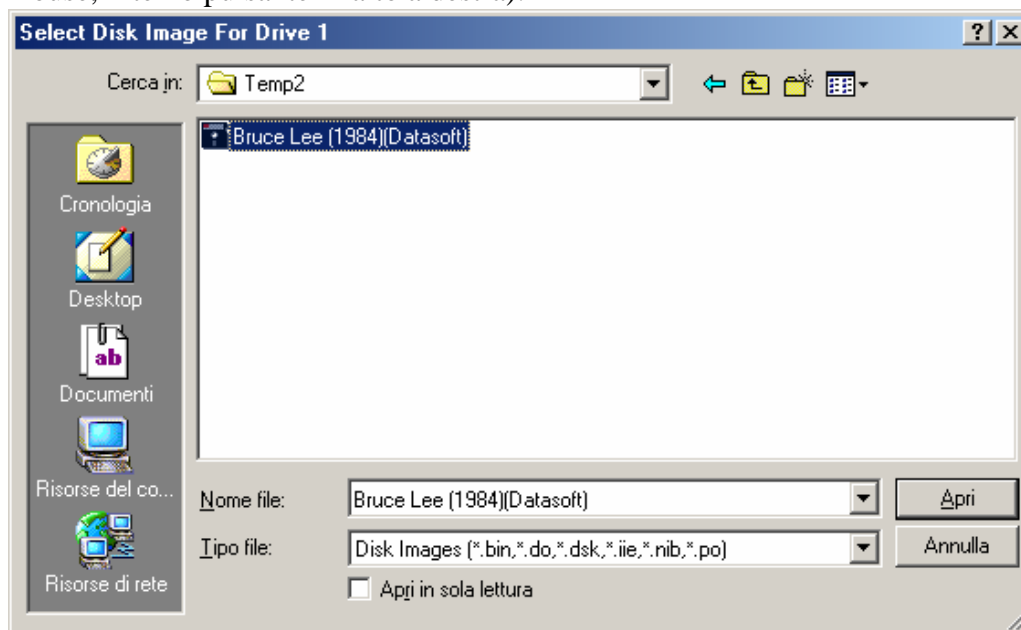 Select Disk Image For Drive 1
Cerca in: Temp2
Bruce Lee (1984)(Datasoft)
Cronologia
Desktop
ab
Documenti
Risorse del co...
Risorse di rete
Nome file: Bruce Lee (1984)(Datasoft) Apri
Tipo file: Disk Images (*.bin,*.do,*.dsk,*.iie,*.nib,*.po) Annulla
Apri in sola lettura